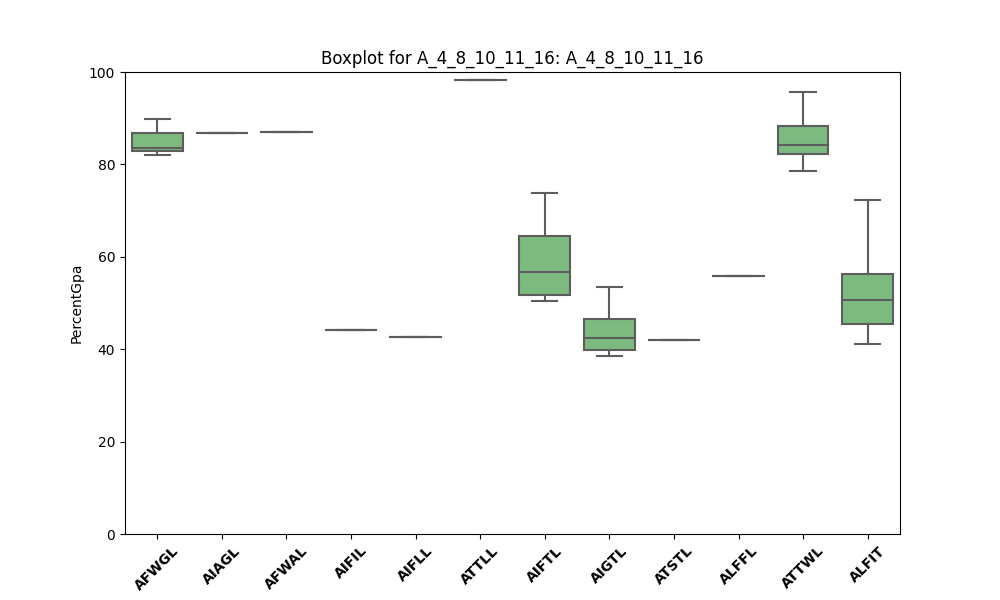 Boxplot for A_4_8_10_11_16: A_4_8_10_11_16
PercentGpa
100
80
60
40
20
0
AFWGL
AIAGL
AFWAL
AIFIL
AIFLL
ATTLL
AIFTL
AIGTL
ATSTL
ALFFL
ATTWL
ALFIT